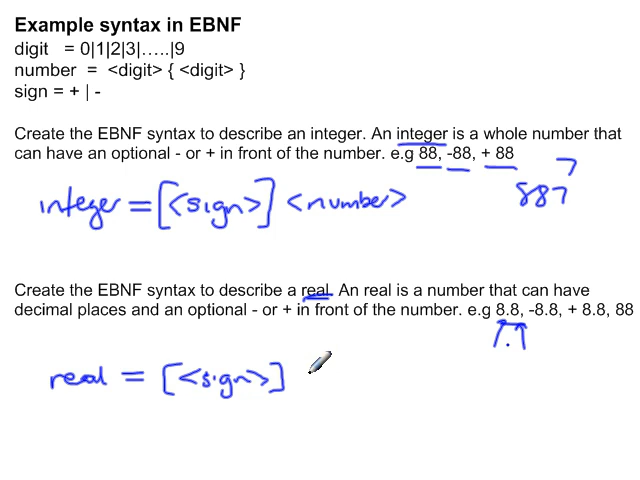 Example syntax in EBNF
digit = 0|1|2|3|.....|9
number = <digit> { <digit> }
sign = + | -
Create the EBNF syntax to describe an integer. An integer is a whole number that
can have an optional - or + in front of the number. e.g 88, -88, + 88
7
integer = [<sign>] <number> 887
Create the EBNF syntax to describe a real. An real is a number that can have
decimal places and an optional - or + in front of the number. e.g 8.8, -8.8, + 8.8, 88
real = [<sign>]